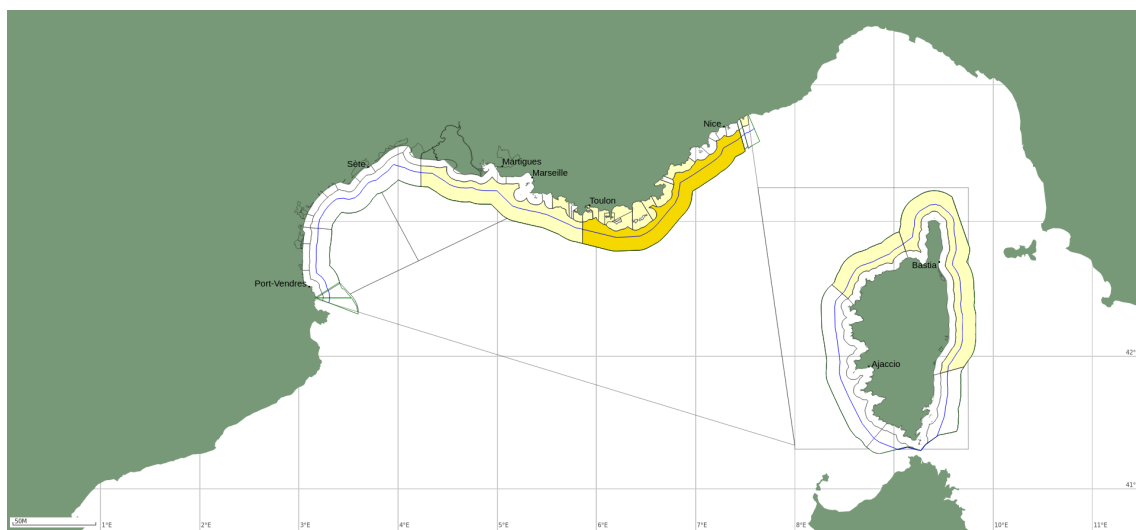 Nice
Sète
Martigues
Marseille
Toulon
Bastia
Port-Vendres
42°
Ajaccio
41°
50M
1°E
2°E
3°E
4°E
5°E
6°E
7°E
8°E
9°E
10°E
11°E